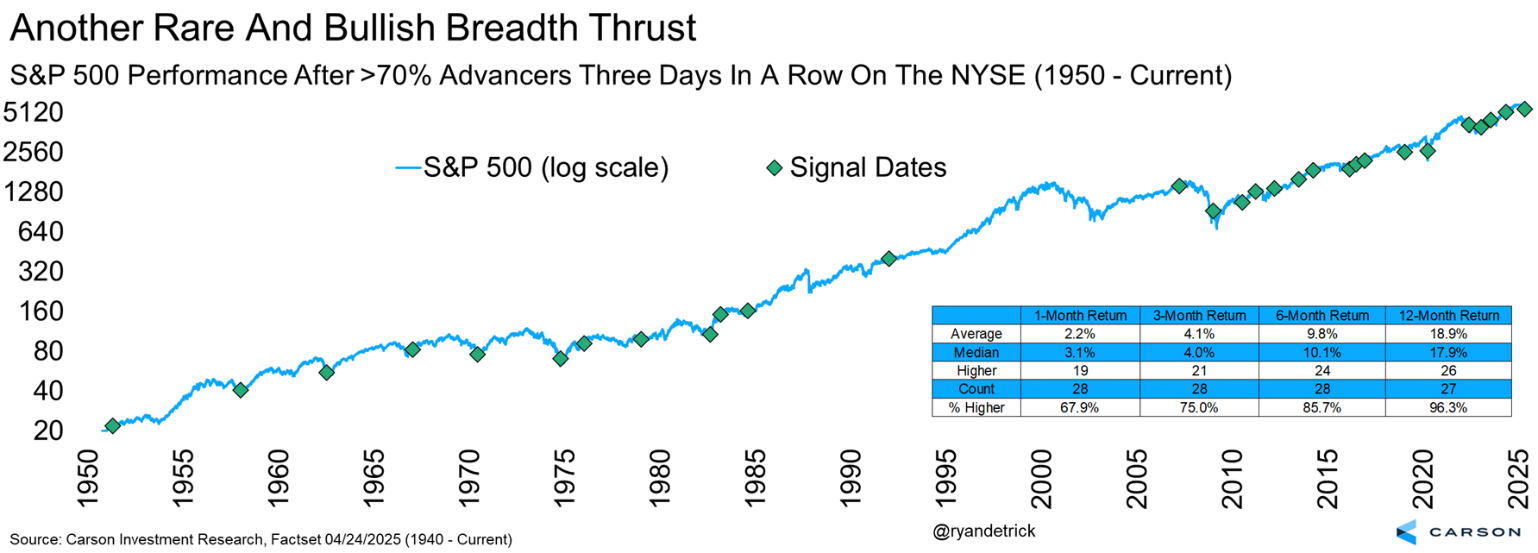 Another Rare And Bullish Breadth Thrust
S&P 500 Performance After >70% Advancers Three Days In A Row On The NYSE (1950 - Current)
5120
2560
1280
640
320
160
80
40
20
S&P 500 (log scale)
Signal Dates
1-Month Return 3-Month Return 6-Month Return 12-Month Return
Average 2.2% 4.1% 9.8% 18.9%
Median 3.1% 4.0% 10.1% 17.9%
Higher 19 21 24 26
Count 28 28 28 27
% Higher 67.9% 75.0% 85.7% 96.3%
1950 1955 1960 1965 1970 1975 1980 1985 1990 1995 2000 2005 2010 2015 2020 2025
@ryandetrick
CARSON
Source: Carson Investment Research, Factset 04/24/2025 (1940 - Current)